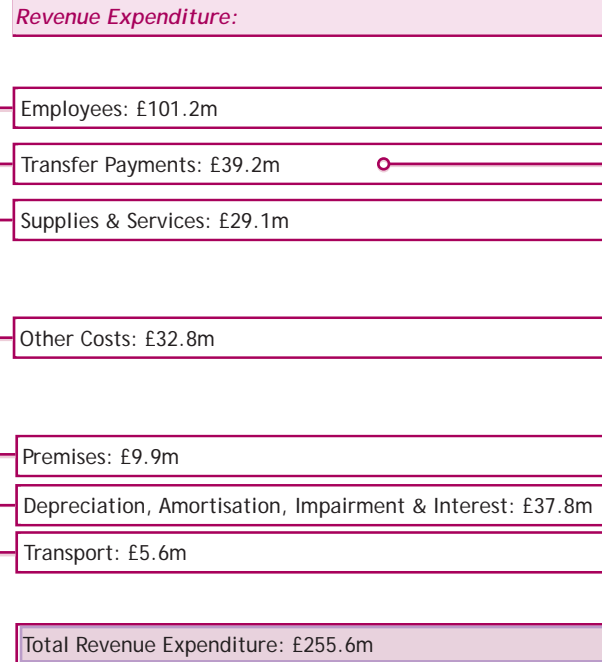 Revenue Expenditure:
Employees: £101.2m
Transfer Payments: £39.2m
Supplies & Services: £29.1m
Other Costs: £32.8m
Premises: £9.9m
Depreciation, Amortisation, Impairment & Interest: £37.8m
Transport: £5.6m
Total Revenue Expenditure: £255.6m